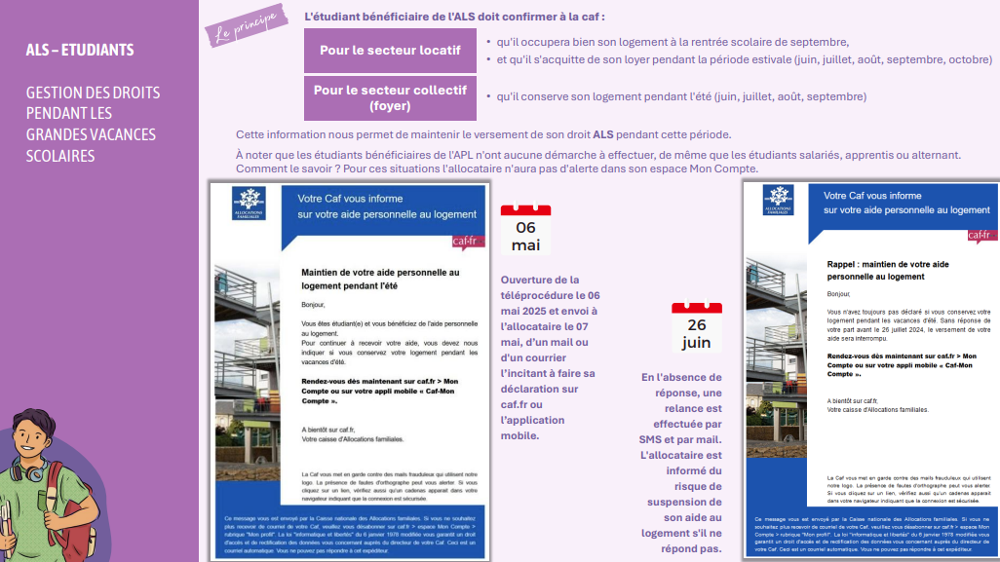 ALS – ETUDIANTS
GESTION DES DROITS
PENDANT LES
GRANDES VACANCES
SCOLAIRES
Le principe
L'étudiant bénéficiaire de l'ALS doit confirmer à la caf :
Pour le secteur locatif
• qu'il occupera bien son logement à la rentrée scolaire de septembre,
• et qu'il s'acquitte de son loyer pendant la période estivale (juin, juillet, août, septembre, octobre)
Pour le secteur collectif
(foyer)
• qu'il conserve son logement pendant l'été (juin, juillet, août, septembre)
Cette information nous permet de maintenir le versement de son droit ALS pendant cette période.
À noter que les étudiants bénéficiaires de l'APL n'ont aucune démarche à effectuer, de même que les étudiants salariés, apprentis ou alternant.
Comment le savoir ? Pour ces situations l'allocataire n'aura pas d'alerte dans son espace Mon Compte.
ALLOCATIONS
FAMILIALES
Votre Caf vous informe
sur votre aide personnelle au logement
caf.fr
Maintien de votre aide personnelle au
logement pendant l'été
Bonjour,
Vous êtes étudiant(e) et vous bénéficiez de l'aide personnelle
au logement.
Pour continuer à recevoir votre aide, vous devez nous
indiquer si vous conservez votre logement pendant les
vacances d'été.
Rendez-vous dès maintenant sur caf.fr > Mon
Compte ou sur votre appli mobile « Caf-Mon
Compte ».
A bientôt sur caf.fr,
Votre caisse d'Allocations familiales.
La Caf vous met en garde contre des mails frauduleux qui utilisent notre
logo. La présence de fautes d'orthographe peut vous alerter. Si vous
cliquez sur un lien, vérifiez aussi qu'un cadenas apparait dans
votre navigateur indiquant que la connexion est sécurisée.
Ce message vous est envoyé par la Caisse nationale des Allocations familiales. Si vous ne souhaitez
plus recevoir de courriel de votre Caf, veuillez vous désabonner sur caf.fr > espace Mon Compte >
rubrique "Mon profil". La loi "Informatique et libertés" du 6 janvier 1978 modifiée vous garantit un droit
d'accès et de rectification des données vous concernant auprès du directeur de votre Caf. Ceci est un
courriel automatique. Vous ne pouvez pas répondre à cet expéditeur
06
mai
Ouverture de la
téléprocédure le 06
mai 2025 et envoi à
l'allocataire le 07
mai, d'un mail ou
d'un courrier
l'incitant à faire sa
déclaration sur
caf.fr ou
l'application
mobile.
26
juin
En l'absence de
réponse, une
relance est
effectuée par
SMS et par mail.
L'allocataire est
informé du
risque de
suspension de
son aide au
logement s'il ne
répond pas.
ALLOCATIONS
FAMILIALES
Votre Caf vous informe
sur votre aide personnelle au logement
caf.fr
Rappel : maintien de votre aide
personnelle au logement
Bonjour,
Vous n'avez toujours pas déclaré si vous conservez votre
logement pendant les vacances d'été. Sans réponse de
votre part avant le 26 juillet 2024, le versement de votre
aide sera interrompu.
Rendez-vous dès maintenant sur caf.fr > Mon
Compte ou sur votre appli mobile « Caf-Mon
Compte ».
A bientôt sur caf.fr,
Votre caisse d'Allocations familiales.
La Caf vous met en garde contre des mails frauduleux qui utilisent
notre logo. La présence de fautes d'orthographe peut vous alerter.
Si vous cliquez sur un lien, vérifiez aussi qu'un cadenas apparait
dans votre navigateur indiquant que la connexion est sécurisée.
Ce message vous est envoyé par la Caisse nationale des Allocations familiales. Si vous ne
souhaitez plus recevoir de courriel de votre Caf, veuillez vous désabonner sur caf.fr > espace Mon
Compte > rubrique "Mon profil". La loi "Informatique et libertés" du 6 janvier 1978 modifiée vous
garantit un droit d'accès et de rectification des données vous concernant auprès du directeur de
votre Caf. Ceci est un courriel automatique. Vous ne pouvez pas répondre à cet expéditeur